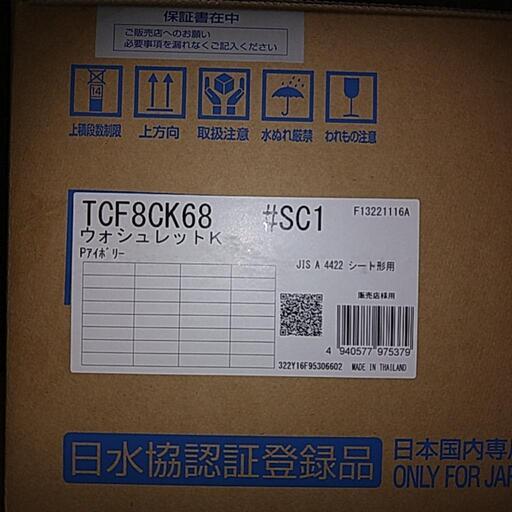 保証書在中
ご販売店へのお願い
必要事項を漏れなくご記入ください
14
上積段数制限 上方向 取扱注意 水ぬれ厳禁 われもの注意
TCF8CK68 #SC1 F13221116A
ウォシュレットK
Pアイボリー
JIS A 4422 シート形用
販売店様用
4 940577 975379
322Y16F95306602 MADE IN THAILAND
日水協認証登録品
日本国内専
ONLY FOR JAP